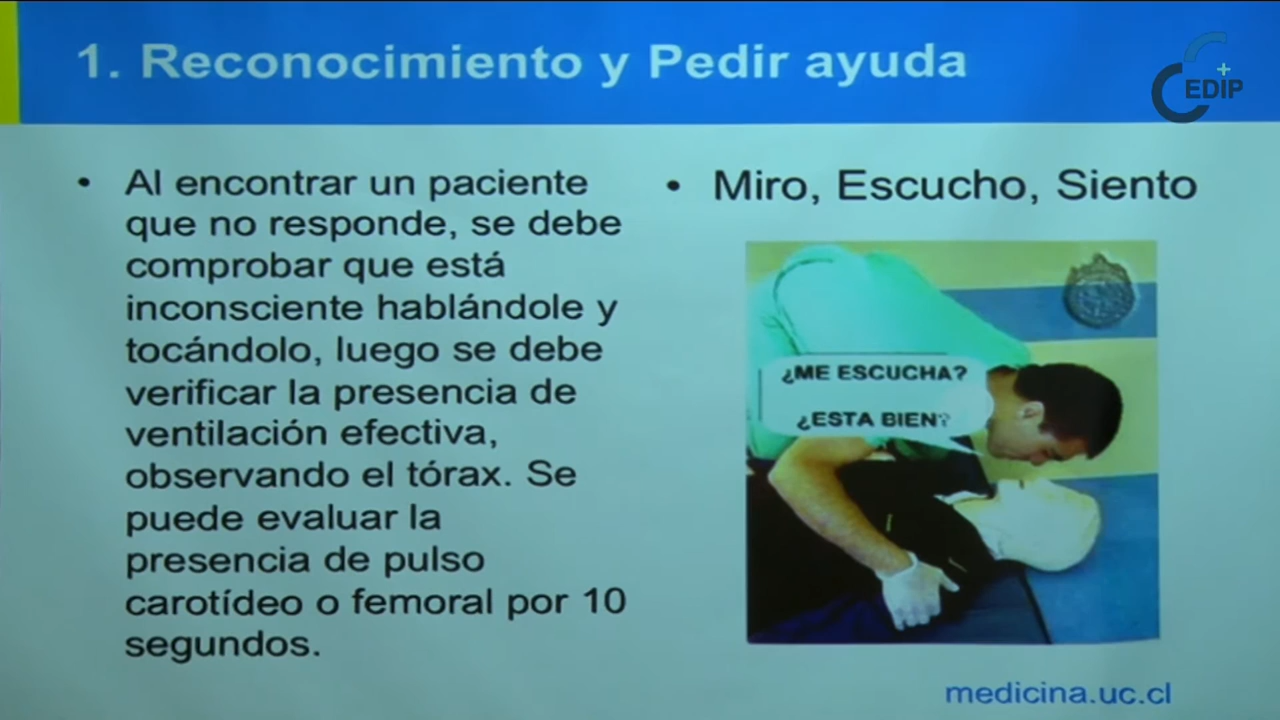 1. Reconocimiento y Pedir ayuda
EDIP
• Al encontrar un paciente
que no responde, se debe
comprobar que está
inconsciente hablándole y
tocándolo, luego se debe
verificar la presencia de
ventilación efectiva,
observando el tórax. Se
puede evaluar la
presencia de pulso
carotídeo o femoral por 10
segundos.
• Miro, Escucho, Siento
¿ME ESCUCHA?
¿ESTA BIEN?
medicina.uc.cl